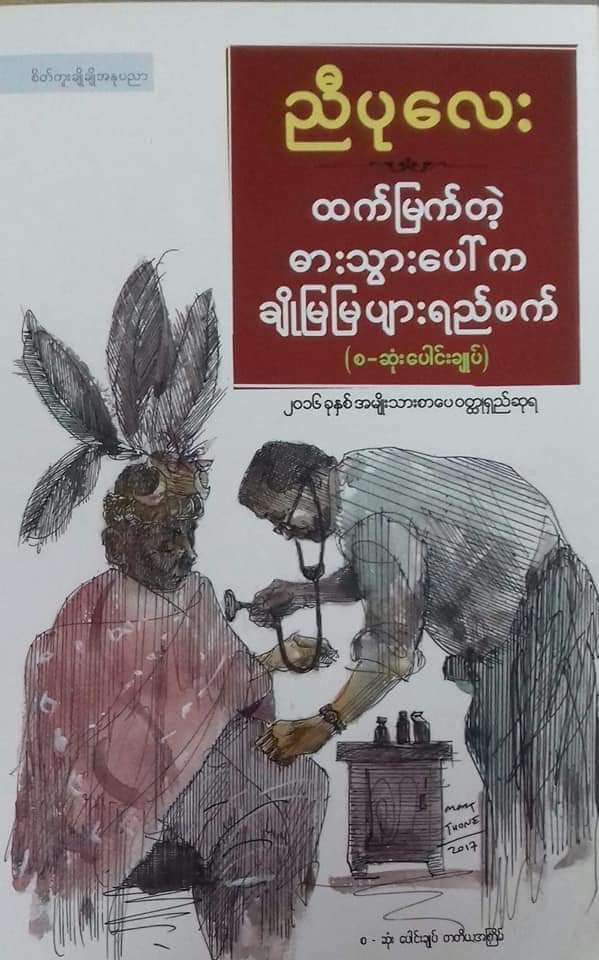 စိတ်ကူးချိုချိုအနုပညာ
ညီပုလေး
ထက်မြက်တဲ့
ဓားသွားပေါ်က
ချိုမြမြပျားရည်စက်
(စ-ဆုံးပေါင်းချုပ်)
၂၀၁၆ ခုနှစ် အမျိုးသားစာပေ ဝတ္ထုရှည်ဆုရ
THONE
2017
စ - ဆုံး ပေါင်းချုပ် တတိယအကြိမ်